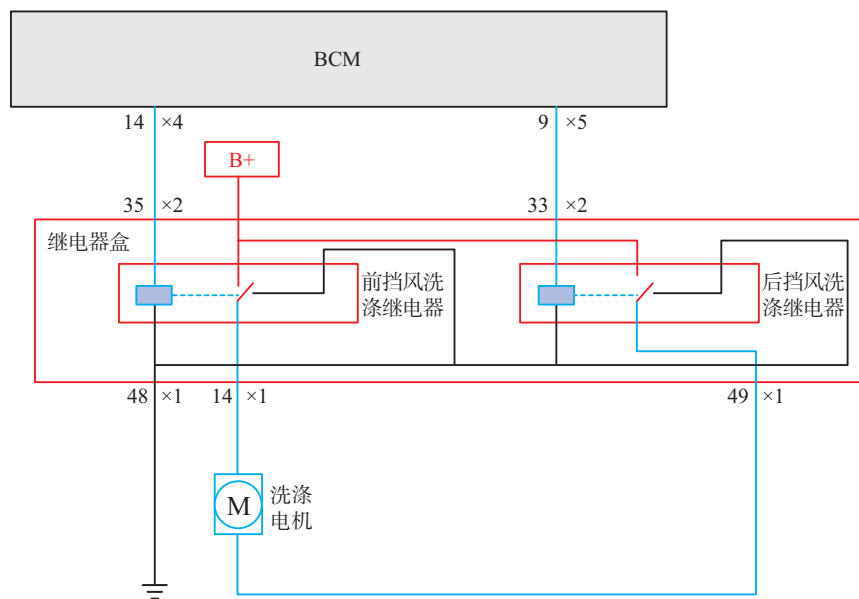 BCM
14 ×4
9 ×5
B+
35 ×2
33 ×2
继电器盒
前挡风洗
涤继电器
后挡风洗
涤继电器
48 ×1
14 ×1
49 ×1
M
洗涤
电机